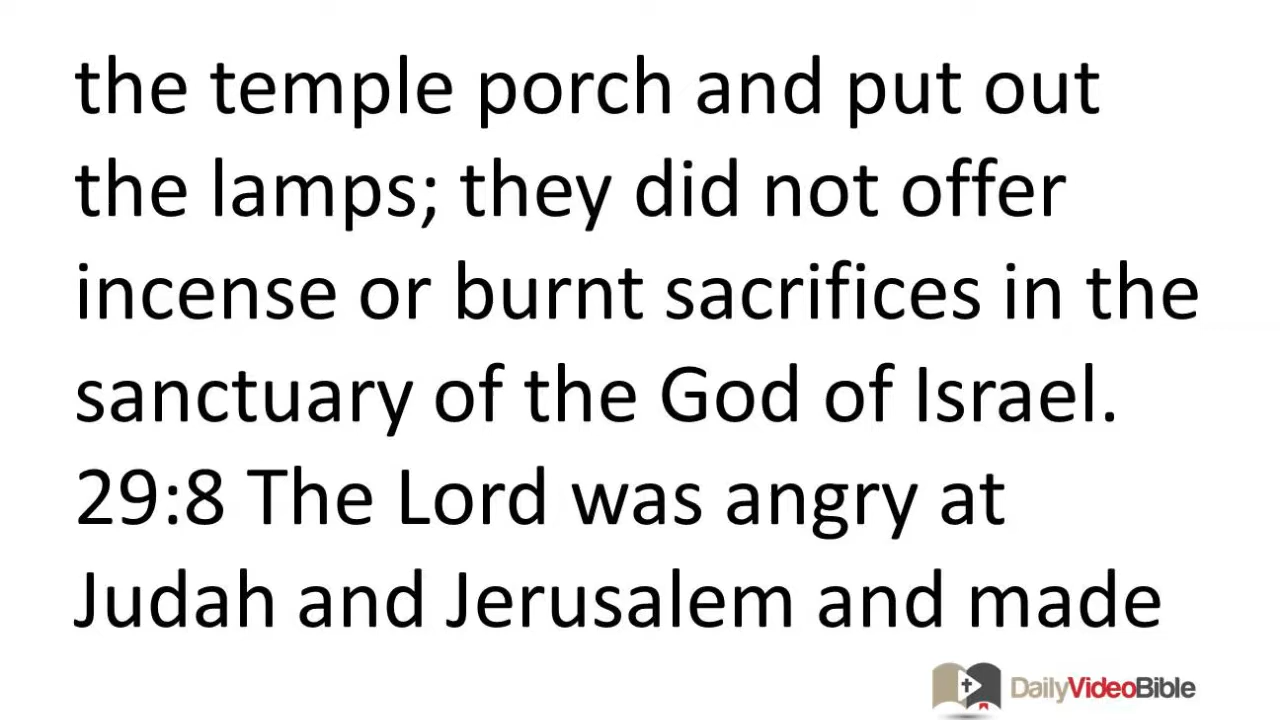 the temple porch and put out
the lamps; they did not offer
incense or burnt sacrifices in the
sanctuary of the God of Israel.
29:8 The Lord was angry at
Judah and Jerusalem and made
DailyVideoBible